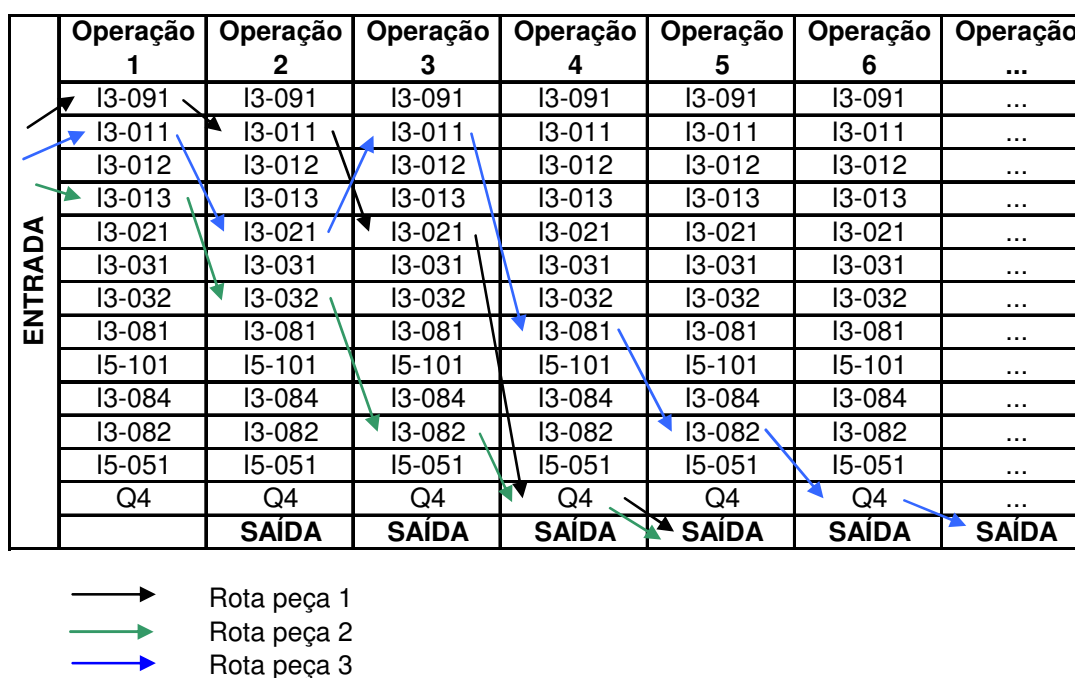 Operação 1 Operação 2 Operação 3 Operação 4 Operação 5 Operação 6 Operação ...
ENTRADA
I3-091 I3-091 I3-091 I3-091 I3-091 I3-091 ...
I3-011 I3-011 I3-011 I3-011 I3-011 I3-011 ...
I3-012 I3-012 I3-012 I3-012 I3-012 I3-012 ...
I3-013 I3-013 I3-013 I3-013 I3-013 I3-013 ...
I3-021 I3-021 I3-021 I3-021 I3-021 I3-021 ...
I3-031 I3-031 I3-031 I3-031 I3-031 I3-031 ...
I3-032 I3-032 I3-032 I3-032 I3-032 I3-032 ...
I3-081 I3-081 I3-081 I3-081 I3-081 I3-081 ...
I5-101 I5-101 I5-101 I5-101 I5-101 I5-101 ...
I3-084 I3-084 I3-084 I3-084 I3-084 I3-084 ...
I3-082 I3-082 I3-082 I3-082 I3-082 I3-082 ...
I5-051 I5-051 I5-051 I5-051 I5-051 I5-051 ...
Q4 Q4 Q4 Q4 Q4 Q4 ...
SAÍDA SAÍDA SAÍDA SAÍDA SAÍDA SAÍDA
Rota peça 1
Rota peça 2
Rota peça 3